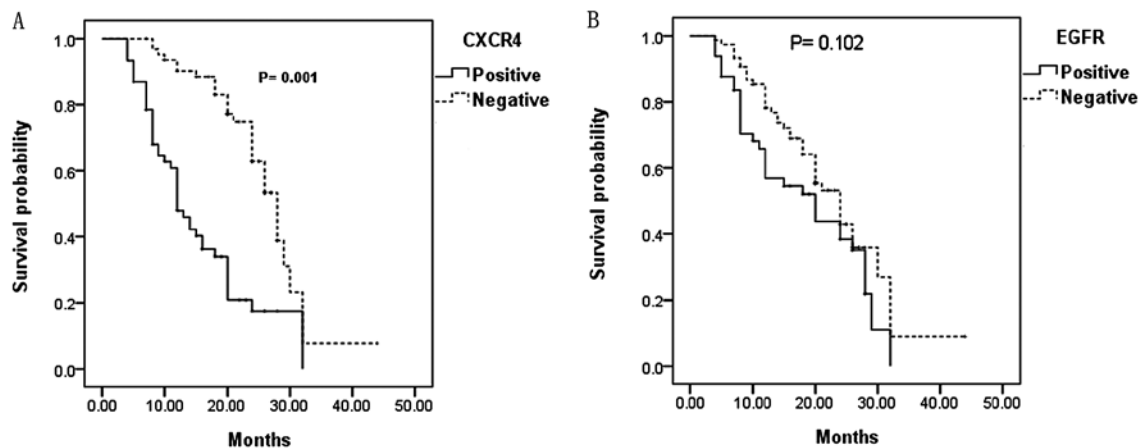 A
CXCR4
P= 0.001
Positive
Negative
Survival probability
1.0
0.8
0.6
0.4
0.2
0.0
0.00 10.00 20.00 30.00 40.00 50.00
Months
B
EGFR
P= 0.102
Positive
Negative
Survival probability
1.0
0.8
0.6
0.4
0.2
0.0
0.00 10.00 20.00 30.00 40.00 50.00
Months